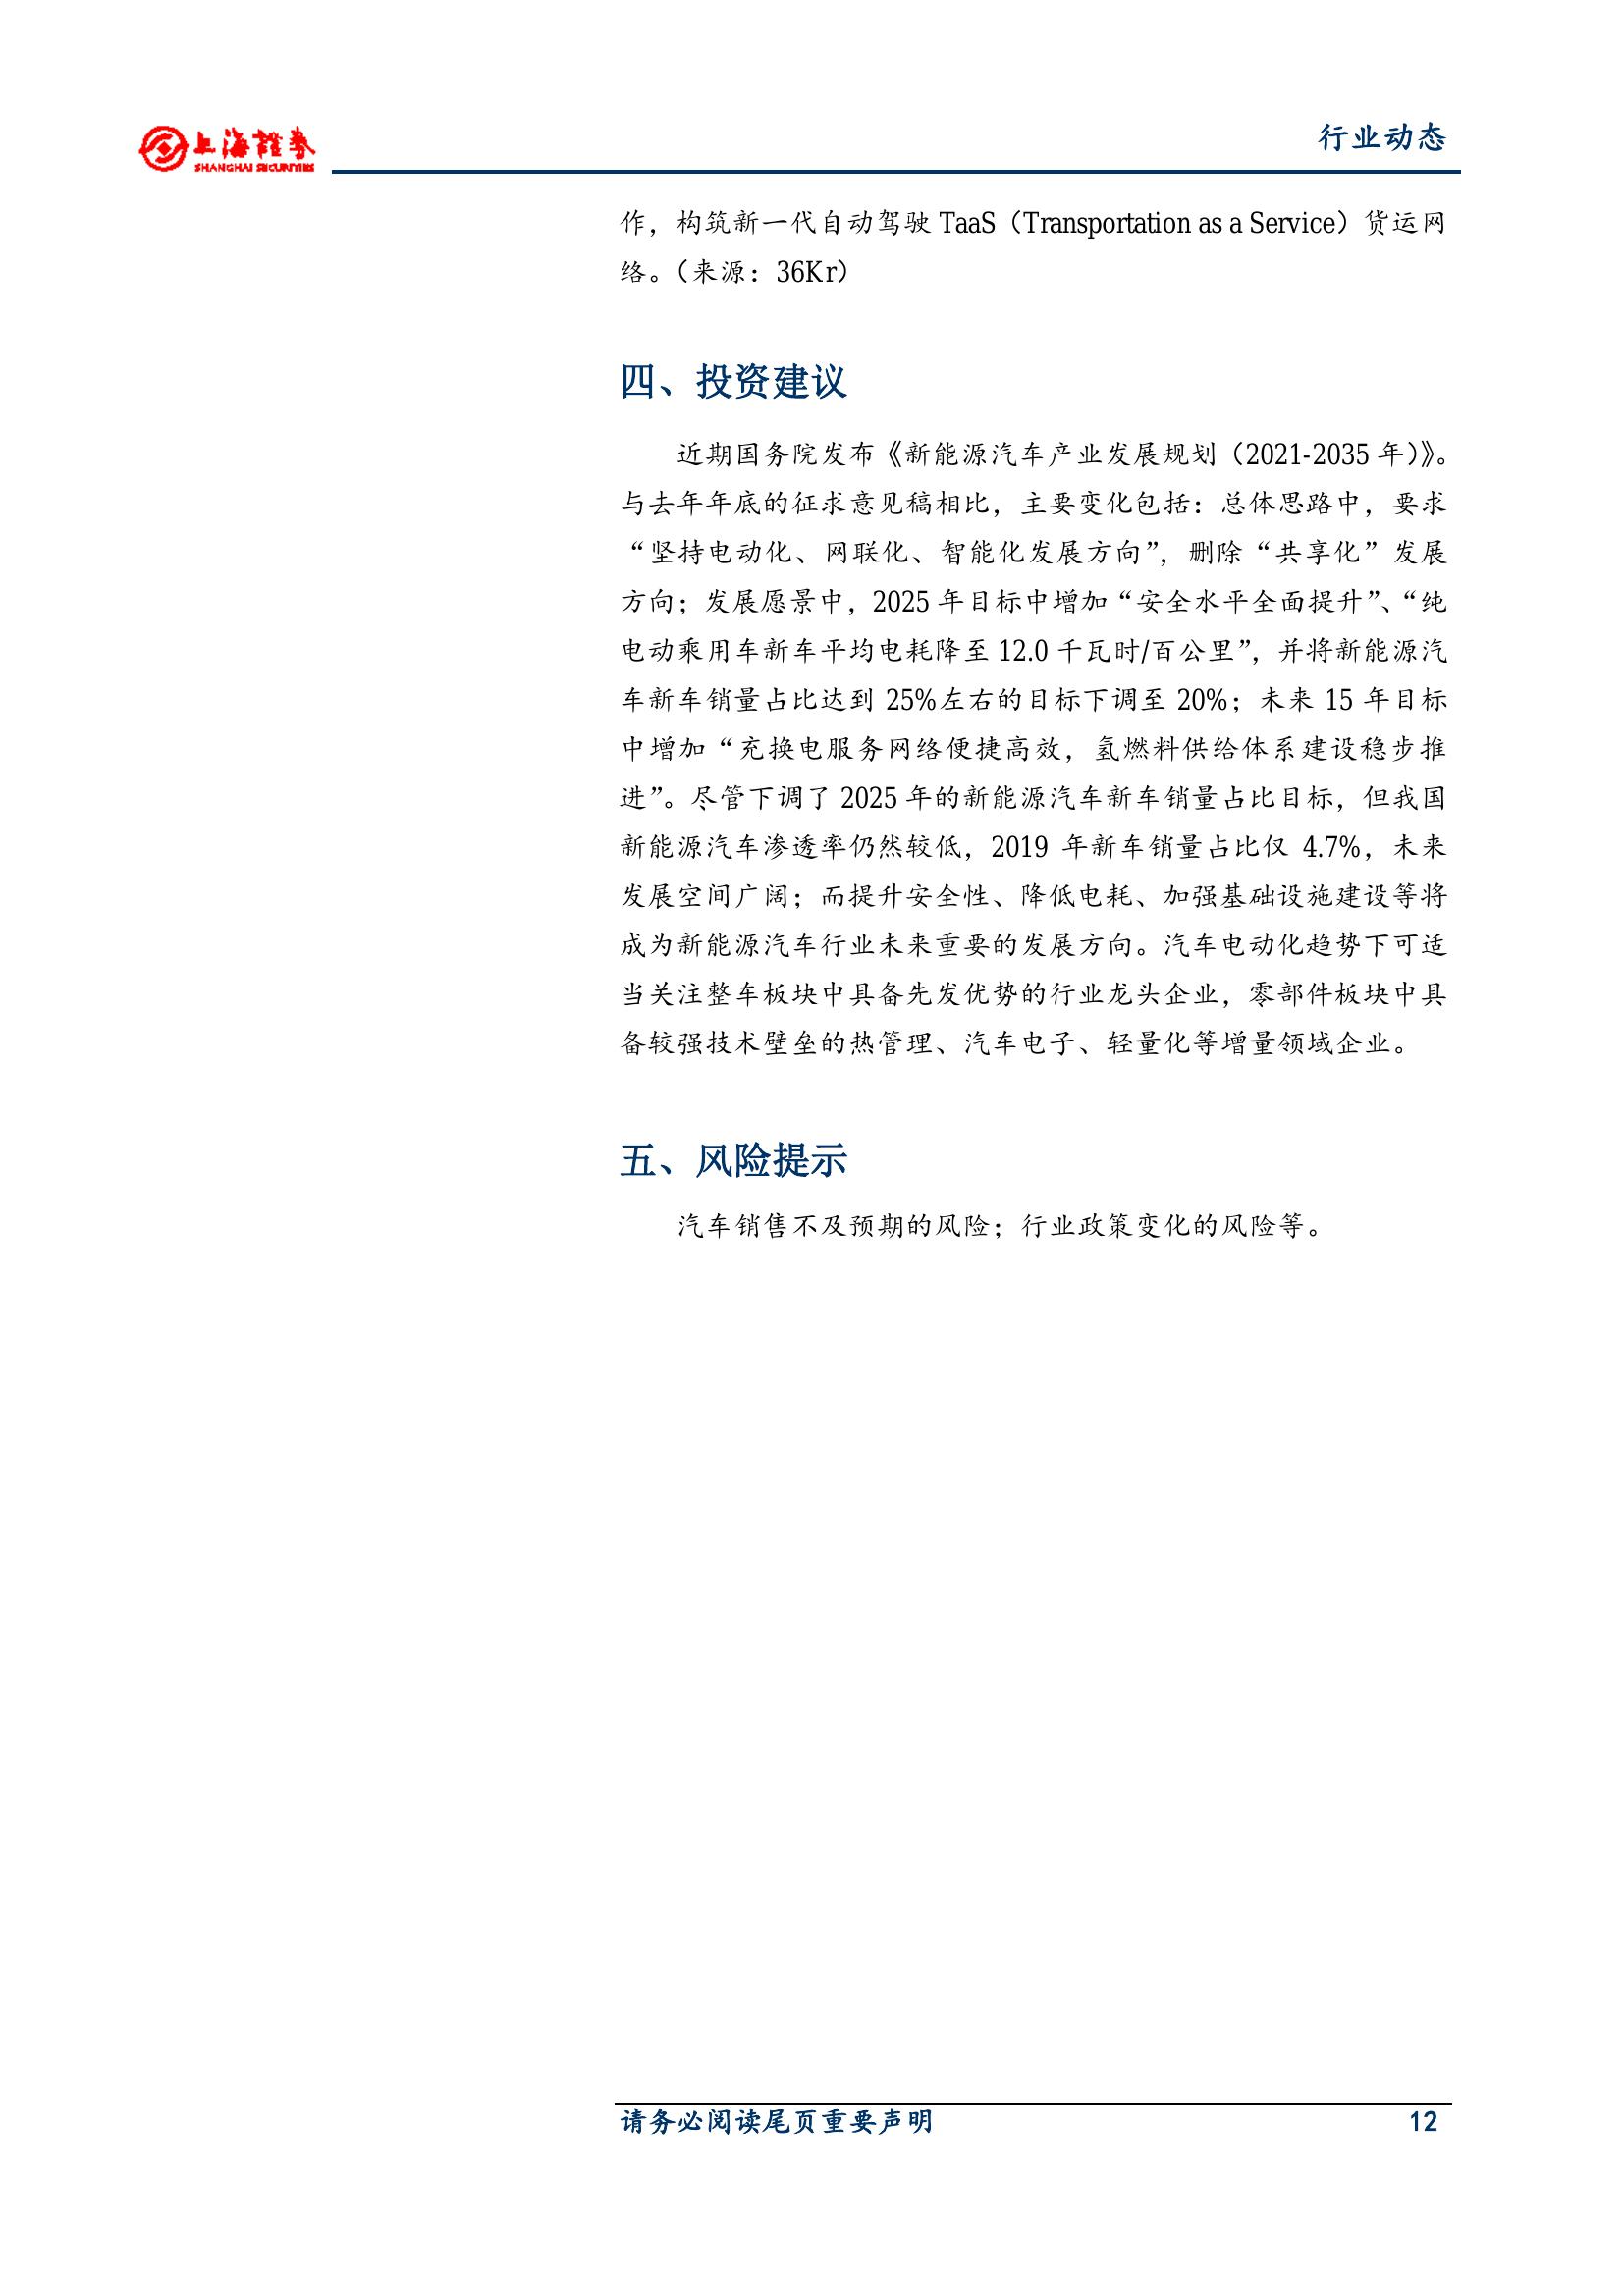 上海證券
SHANGHAI SECURITIES
行业动态
作，构筑新一代自动驾驶 TaaS（Transportation as a Service）货运网
络。（来源：36Kr）
四、投资建议
近期国务院发布《新能源汽车产业发展规划（2021-2035 年）》。
与去年年底的征求意见稿相比，主要变化包括：总体思路中，要求
“坚持电动化、网联化、智能化发展方向”，删除“共享化”发展
方向；发展愿景中，2025 年目标中增加“安全水平全面提升”、“纯
电动乘用车新车平均电耗降至 12.0 千瓦时/百公里”，并将新能源汽
车新车销量占比达到 25%左右的目标下调至 20%；未来 15 年目标
中增加“充换电服务网络便捷高效，氢燃料供给体系建设稳步推
进”。尽管下调了 2025 年的新能源汽车新车销量占比目标，但我国
新能源汽车渗透率仍然较低，2019 年新车销量占比仅 4.7%，未来
发展空间广阔；而提升安全性、降低电耗、加强基础设施建设等将
成为新能源汽车行业未来重要的发展方向。汽车电动化趋势下可适
当关注整车板块中具备先发优势的行业龙头企业，零部件板块中具
备较强技术壁垒的热管理、汽车电子、轻量化等增量领域企业。
五、风险提示
汽车销售不及预期的风险；行业政策变化的风险等。
请务必阅读尾页重要声明 12